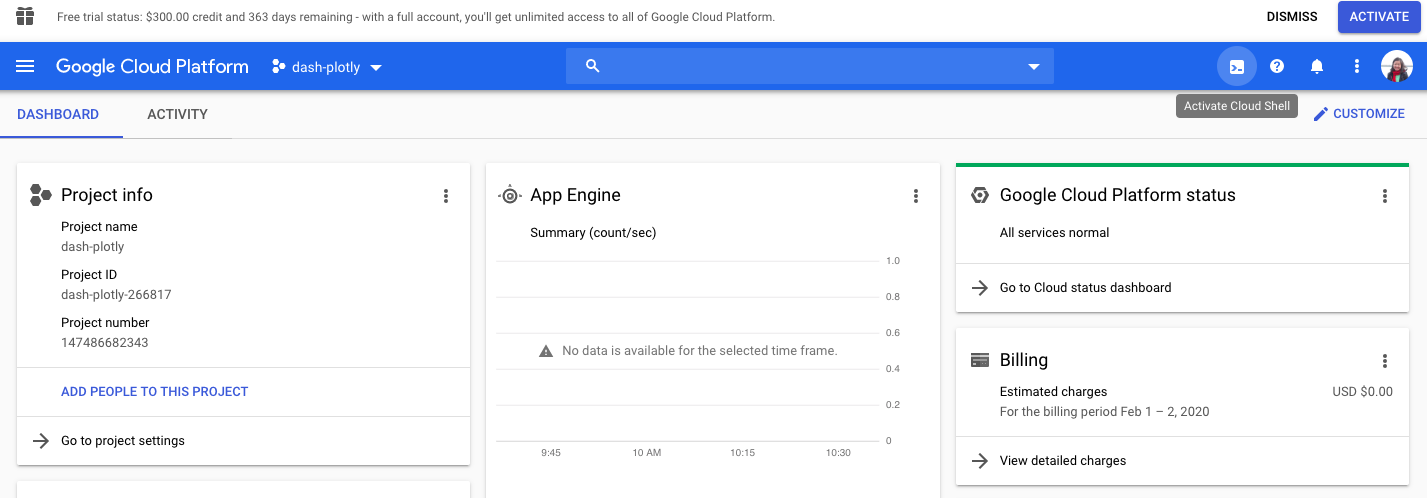 Free trial status: $300.00 credit and 363 days remaining - with a full account, you'll get unlimited access to all of Google Cloud Platform.
DISMISS
ACTIVATE
Google Cloud Platform
dash-plotly
Activate Cloud Shell
DASHBOARD
ACTIVITY
CUSTOMIZE
Project info
Project name
dash-plotly
Project ID
dash-plotly-266817
Project number
147486682343
ADD PEOPLE TO THIS PROJECT
Go to project settings
App Engine
Summary (count/sec)
1.0
0.8
0.6
No data is available for the selected time frame.
0.4
0.2
0
9:45
10 AM
10:15
10:30
Google Cloud Platform status
All services normal
Go to Cloud status dashboard
Billing
Estimated charges
USD $0.00
For the billing period Feb 1 – 2, 2020
View detailed charges